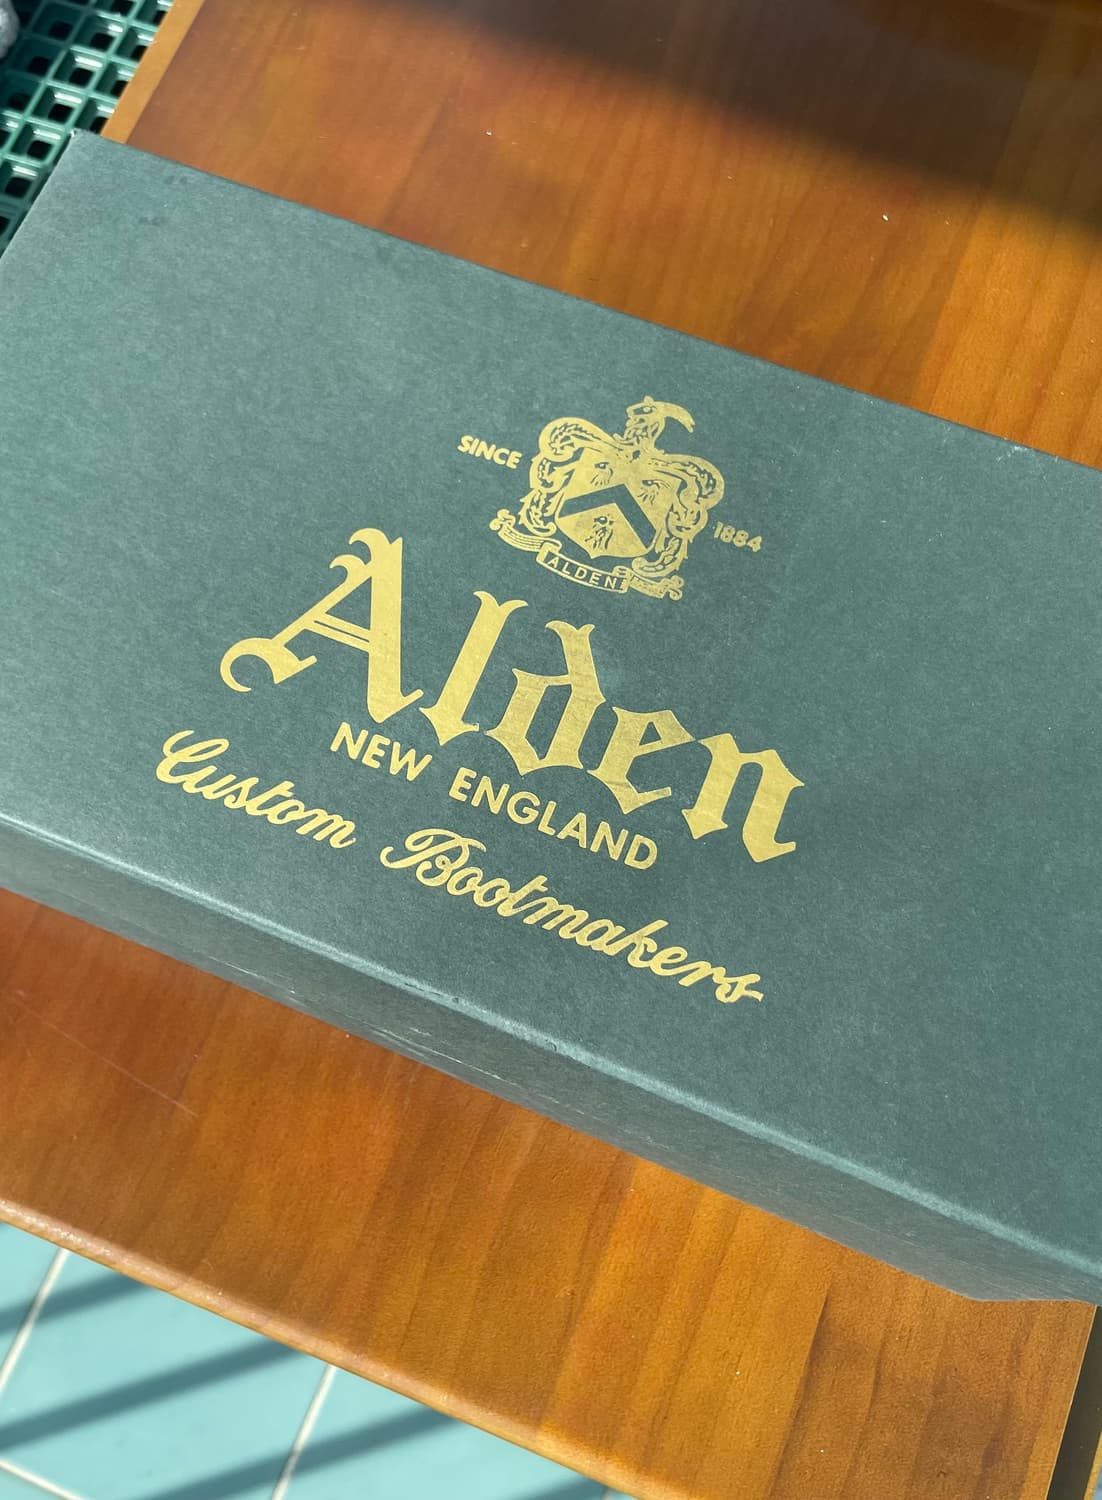 SINCE 1884
ALDEN
Alden
NEW ENGLAND
Custom Bootmakers